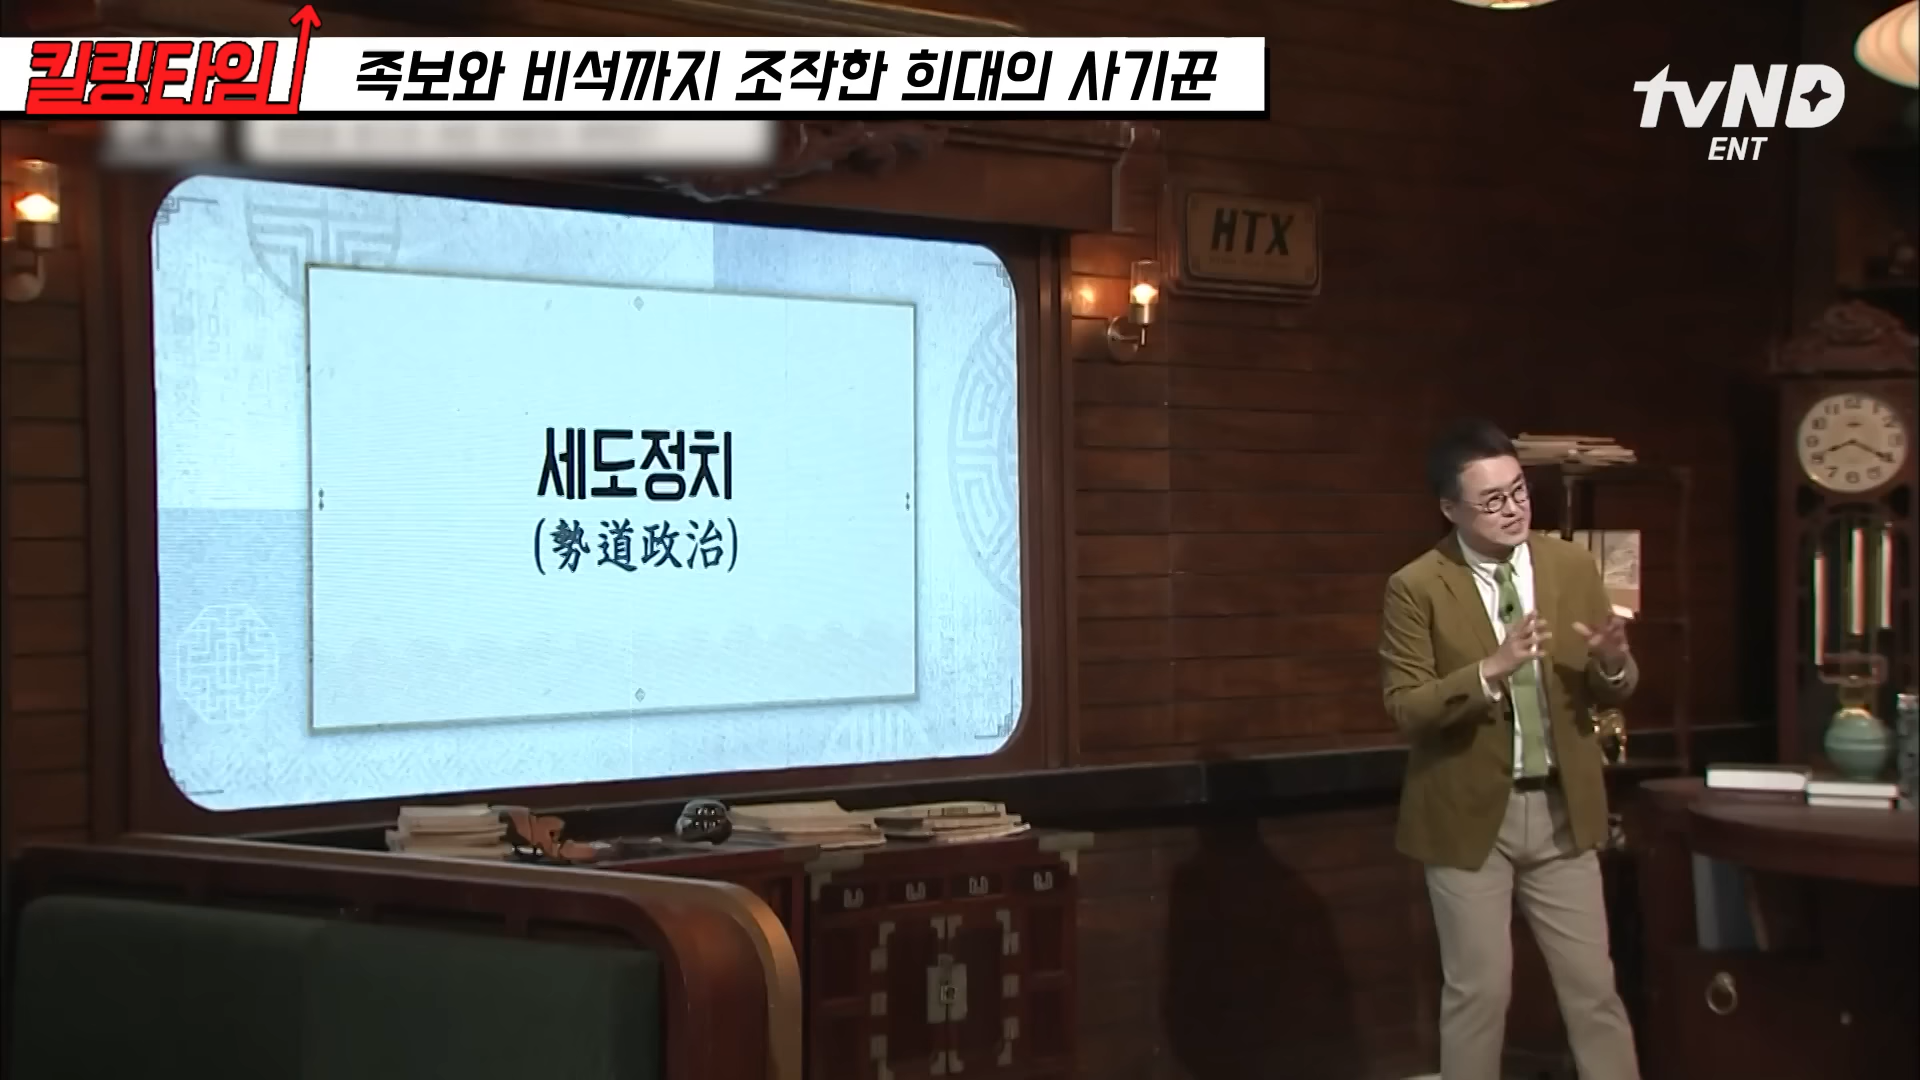 킬링타임 족보와 비석까지 조작한 희대의 사기꾼
tvND
ENT
HTX
세도정치
(勢道政治)